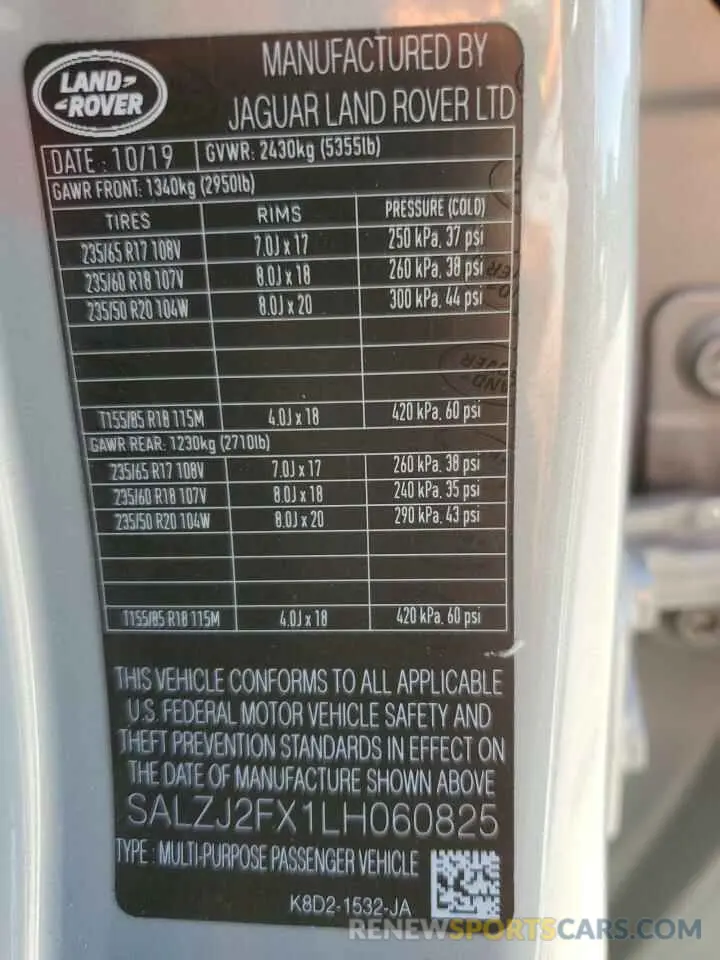 LAND-
-ROVER
MANUFACTURED BY
JAGUAR LAND ROVER LTD
DATE : 10/19 GVWR: 2430kg (5355lb)
GAWR FRONT: 1340kg (2950lb)
TIRES RIMS PRESSURE (COLD)
235/65 R17 108V 7.0J x 17 250 kPa, 37 psi
235/60 R18 107V 8.0J x 18 260 kPa, 38 psi
235/50 R20 104W 8.0J x 20 300 kPa, 44 psi
T155/85 R18 115M 4.0J x 18 420 kPa, 60 psi
GAWR REAR: 1230kg (2710lb)
235/65 R17 108V 7.0J x 17 260 kPa, 38 psi
235/60 R18 107V 8.0J x 18 240 kPa, 35 psi
235/50 R20 104W 8.0J x 20 290 kPa, 43 psi
T155/85 R18 115M 4.0J x 18 420 kPa, 60 psi
THIS VEHICLE CONFORMS TO ALL APPLICABLE
U.S. FEDERAL MOTOR VEHICLE SAFETY AND
THEFT PREVENTION STANDARDS IN EFFECT ON
THE DATE OF MANUFACTURE SHOWN ABOVE
SALZJ2FX1LH060825
TYPE : MULTI-PURPOSE PASSENGER VEHICLE
K8D2-1532-JA
RENEWSPORTSCARS.COM